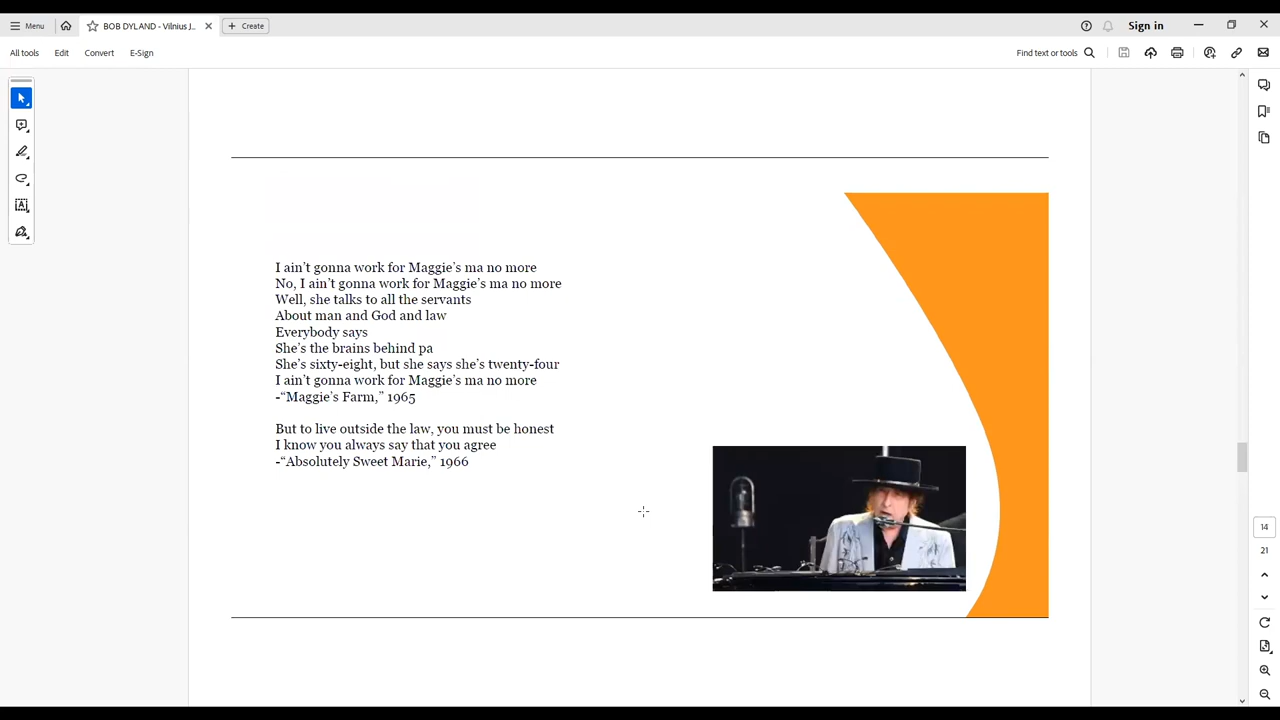 Menu
BOB DYLAND - Vilnius J...
Create
Sign in
All tools
Edit
Convert
E-Sign
Find text or tools
I ain't gonna work for Maggie's ma no more
No, I ain't gonna work for Maggie's ma no more
Well, she talks to all the servants
About man and God and law
Everybody says
She's the brains behind pa
She's sixty-eight, but she says she's twenty-four
I ain't gonna work for Maggie's ma no more
-“Maggie's Farm,” 1965
But to live outside the law, you must be honest
I know you always say that you agree
-“Absolutely Sweet Marie,” 1966
14
21